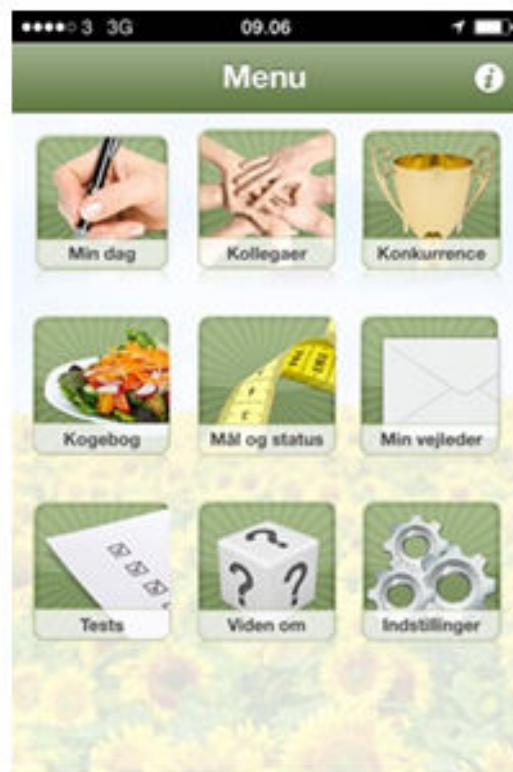 3 3G 09.06
Menu
Min dag Kollegaer Konkurrence
Kogebog Mål og status Min vejleder
Tests Viden om Indstillinger